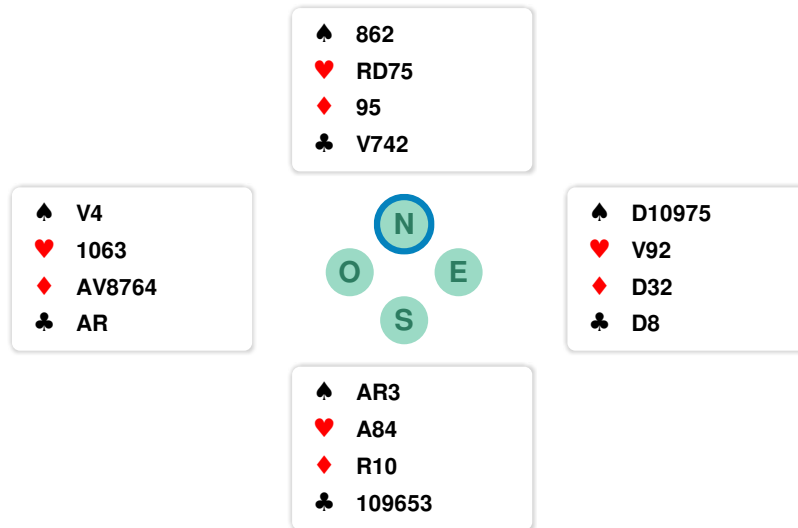 ♠ 862
♥ RD75
♦ 95
♣ V742
♠ V4
♥ 1063
♦ AV8764
♣ AR
N
O E
S
♠ D10975
♥ V92
♦ D32
♣ D8
♠ AR3
♥ A84
♦ R10
♣ 109653